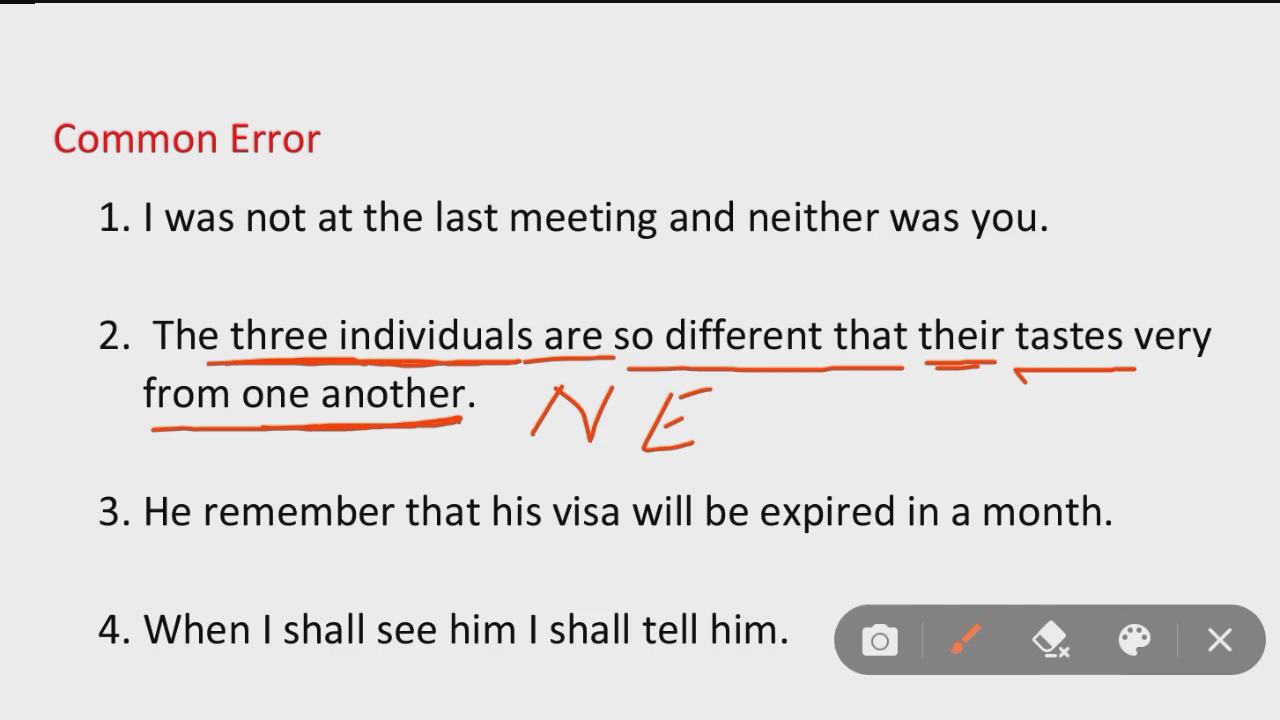 Common Error
1. I was not at the last meeting and neither was you.
2. The three individuals are so different that their tastes very
from one another. N E
3. He remember that his visa will be expired in a month.
4. When I shall see him I shall tell him.